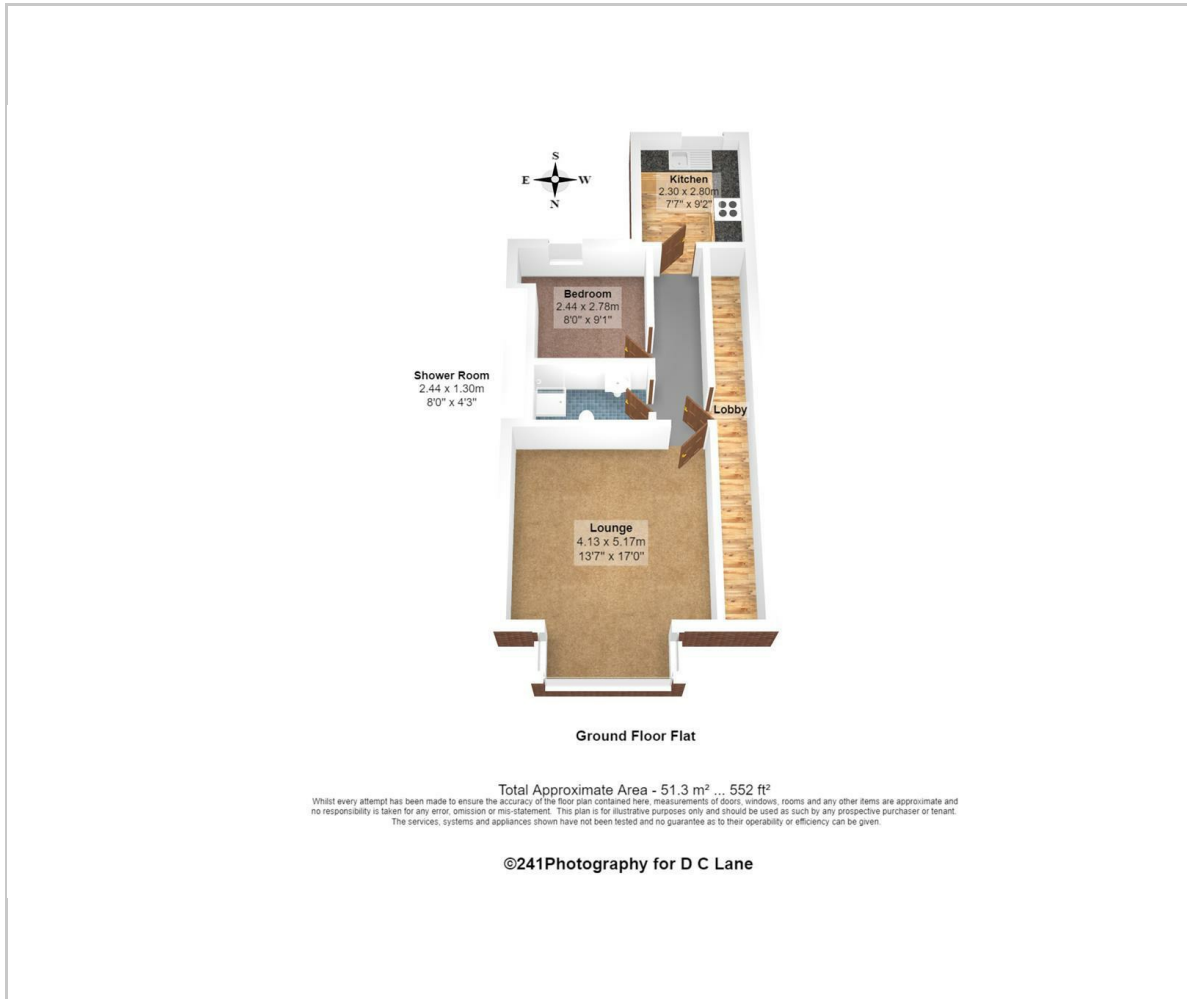 S
E W
N
Kitchen
2.30 x 2.80m
7'7" x 9'2"
Bedroom
2.44 x 2.78m
8'0" x 9'1"
Shower Room
2.44 x 1.30m
8'0" x 4'3"
Lobby
Lounge
4.13 x 5.17m
13'7" x 17'0"
Ground Floor Flat
Total Approximate Area - 51.3 m² ... 552 ft²
Whilst every attempt has been made to ensure the accuracy of the floor plan contained here, measurements of doors, windows, rooms and any other items are approximate and
no responsibility is taken for any error, omission or mis-statement. This plan is for illustrative purposes only and should be used as such by any prospective purchaser or tenant.
The services, systems and appliances shown have not been tested and no guarantee as to their operability or efficiency can be given.
©241Photography for D C Lane